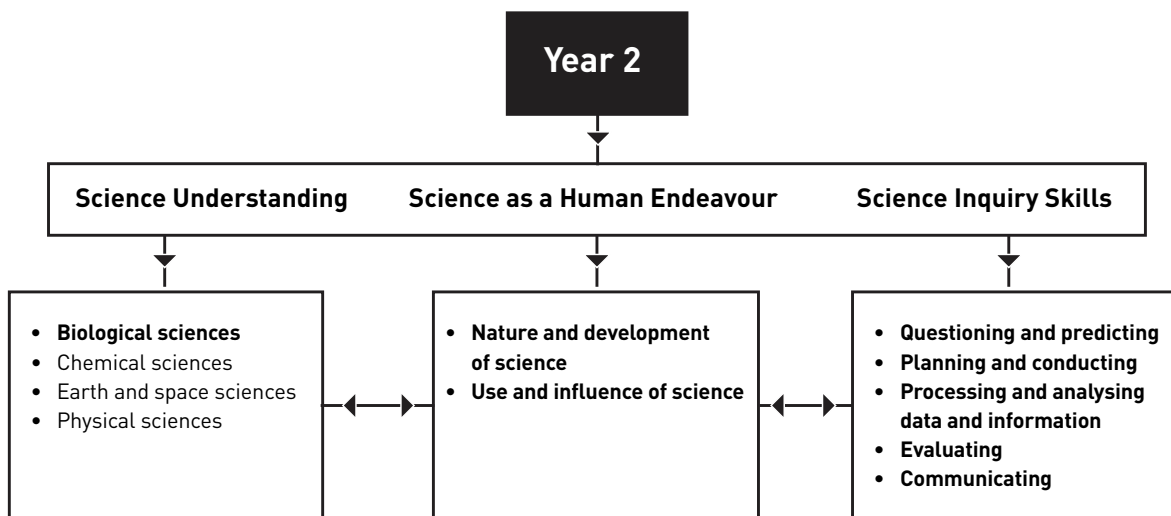 Year 2
Science Understanding
Science as a Human Endeavour
Science Inquiry Skills
• Biological sciences
• Chemical sciences
• Earth and space sciences
• Physical sciences
• Nature and development
of science
• Use and influence of science
• Questioning and predicting
• Planning and conducting
• Processing and analysing
data and information
• Evaluating
• Communicating